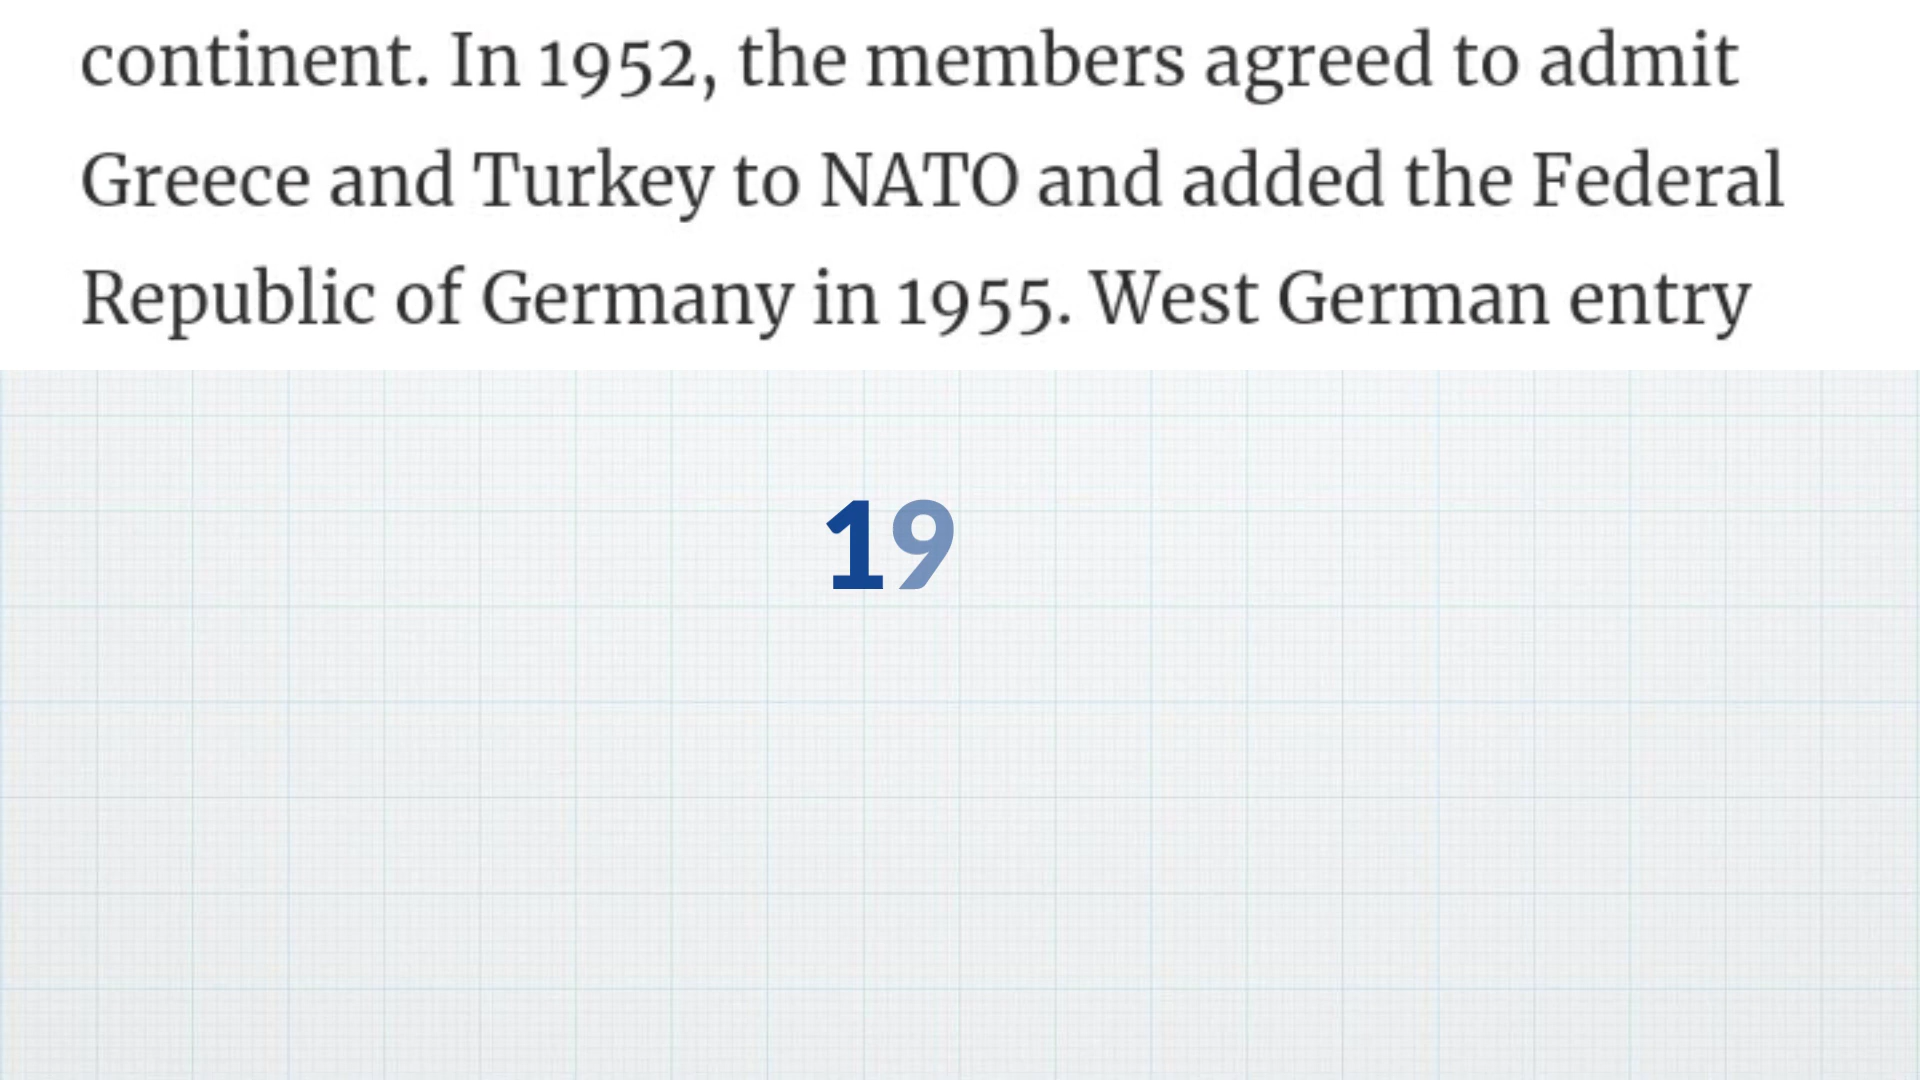 continent. In 1952, the members agreed to admit
Greece and Turkey to NATO and added the Federal
Republic of Germany in 1955. West German entry
19